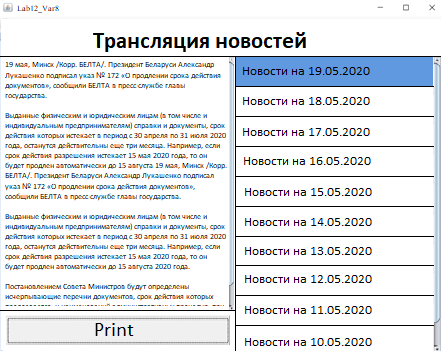 Lab12_Var8
Трансляция новостей
19 мая, Минск /Корр. БЕЛТА/. Президент Беларуси Александр
Лукашенко подписал указ № 172 «О продлении срока действия
документов», сообщили БЕЛТА в пресс службе главы
государства.
Выданные физическим и юридическим лицам (в том числе и
индивидуальным предпринимателям) справки и документы, срок
действия которых истекает в период с 30 апреля по 31 июля 2020
года, останутся действительны еще три месяца. Например, если
срок действия разрешения истекает 15 мая 2020 года, то он
будет продлен автоматически до 15 августа 19 мая, Минск /Корр.
БЕЛТА/. Президент Беларуси Александр Лукашенко подписал
указ № 172 «О продлении срока действия документов»,
сообщили БЕЛТА в пресс службе главы государства.
Выданные физическим и юридическим лицам (в том числе и
индивидуальным предпринимателям) справки и документы, срок
действия которых истекает в период с 30 апреля по 31 июля 2020
года, останутся действительны еще три месяца. Например, если
срок действия разрешения истекает 15 мая 2020 года, то он
будет продлен автоматически до 15 августа 2020 года.
Постановлением Совета Министров будут определены
исчерпывающие перечни документов, срок действия которых
Print
Новости на 19.05.2020
Новости на 18.05.2020
Новости на 17.05.2020
Новости на 16.05.2020
Новости на 15.05.2020
Новости на 14.05.2020
Новости на 13.05.2020
Новости на 12.05.2020
Новости на 11.05.2020
Новости на 10.05.2020